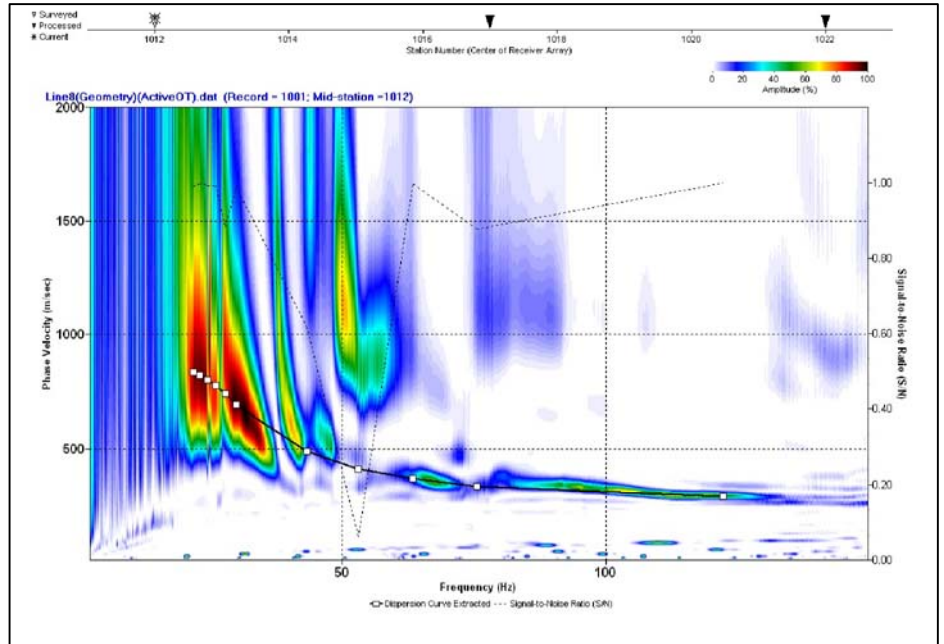 ▽ Surveyed
▼ Processed
✳ Current
1012 1014 1016 1018 1020 1022
Station Number (Center of Receiver Array)
0 20 40 60 80 100
Amplitude (%)
Line8(Geometry)(ActiveOT).dat (Record = 1001; Mid-station =1012)
2000
1500
1000
500
Phase Velocity (m/sec)
1.00
0.80
0.60
0.40
0.20
0.00
Signal-to-Noise Ratio (S/N)
50 100
Frequency (Hz)
Dispersion Curve Extracted Signal-to-Noise Ratio (S/N)